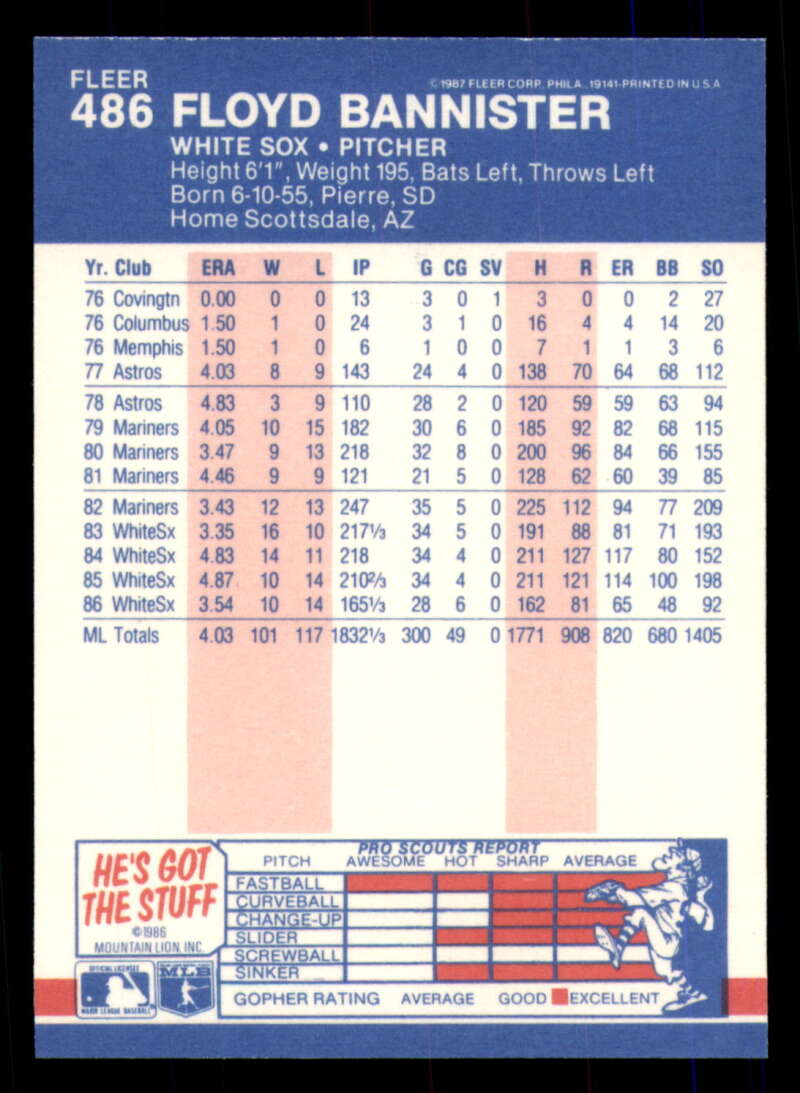 FLEER
©1987 FLEER CORP. PHILA., 19141-PRINTED IN U.S.A
486 FLOYD BANNISTER
WHITE SOX • PITCHER
Height 6'1", Weight 195, Bats Left, Throws Left
Born 6-10-55, Pierre, SD
Home Scottsdale, AZ
Yr. Club ERA W L IP G CG SV H R ER BB SO
76 Covingtn 0.00 0 0 13 3 0 1 3 0 0 2 27
76 Columbus 1.50 1 0 24 3 1 0 16 4 4 14 20
76 Memphis 1.50 1 0 6 1 0 0 7 1 1 3 6
77 Astros 4.03 8 9 143 24 4 0 138 70 64 68 112
78 Astros 4.83 3 9 110 28 2 0 120 59 59 63 94
79 Mariners 4.05 10 15 182 30 6 0 185 92 82 68 115
80 Mariners 3.47 9 13 218 32 8 0 200 96 84 66 155
81 Mariners 4.46 9 9 121 21 5 0 128 62 60 39 85
82 Mariners 3.43 12 13 247 35 5 0 225 112 94 77 209
83 WhiteSx 3.35 16 10 217⅓ 34 5 0 191 88 81 71 193
84 WhiteSx 4.83 14 11 218 34 4 0 211 127 117 80 152
85 WhiteSx 4.87 10 14 210⅔ 34 4 0 211 121 114 100 198
86 WhiteSx 3.54 10 14 165⅓ 28 6 0 162 81 65 48 92
ML Totals 4.03 101 117 1832⅓ 300 49 0 1771 908 820 680 1405
HE'S GOT
THE STUFF
©1986
MOUNTAIN LION, INC.
PRO SCOUTS REPORT
PITCH AWESOME HOT SHARP AVERAGE
FASTBALL
CURVEBALL
CHANGE-UP
SLIDER
SCREWBALL
SINKER
GOPHER RATING AVERAGE GOOD EXCELLENT
OFFICIAL LICENSEE
MAJOR LEAGUE BASEBALL
MLB